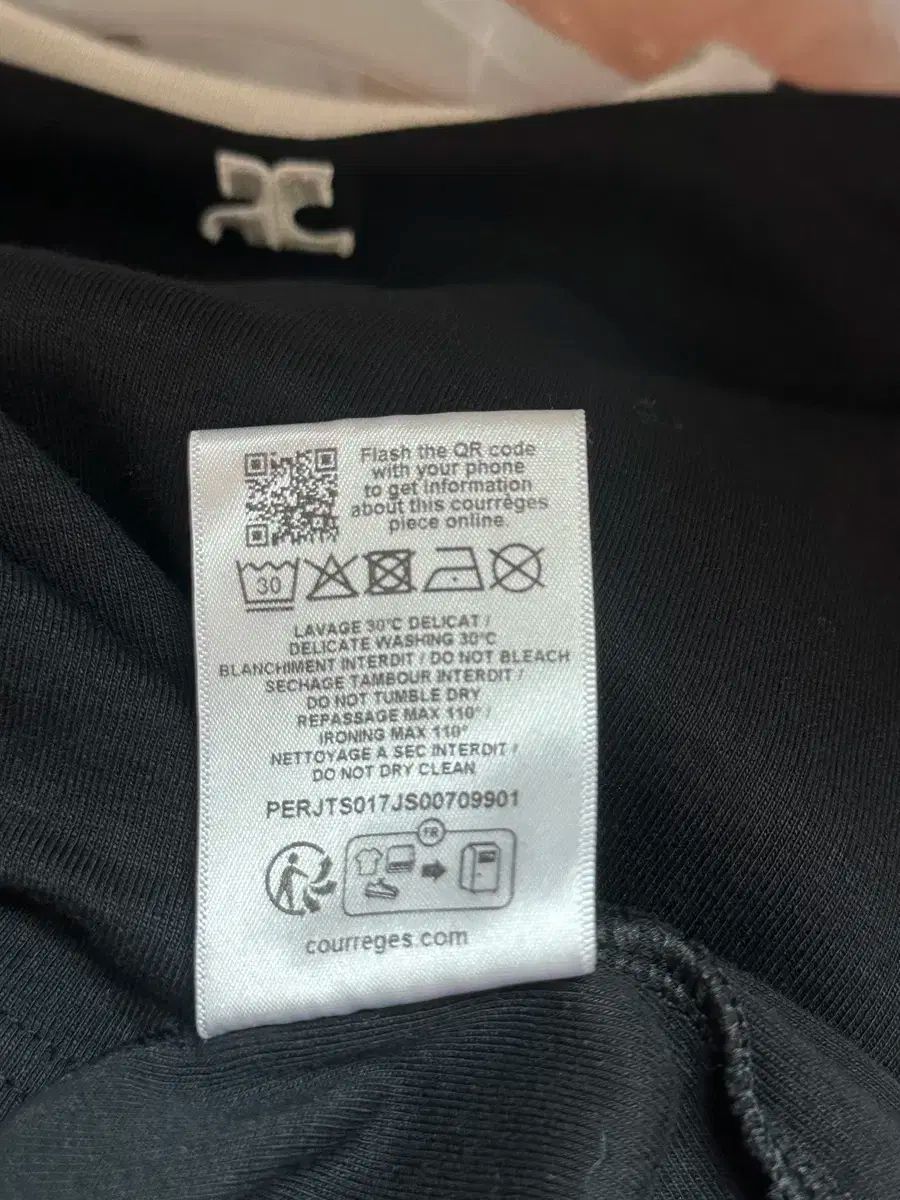 Flash the QR code
with your phone
to get information
about this courrèges
piece online.
30
LAVAGE 30°C DELICAT /
DELICATE WASHING 30°C
BLANCHIMENT INTERDIT / DO NOT BLEACH
SECHAGE TAMBOUR INTERDIT /
DO NOT TUMBLE DRY
REPASSAGE MAX 110° /
IRONING MAX 110°
NETTOYAGE A SEC INTERDIT /
DO NOT DRY CLEAN
PERJTS017JS00709901
FR
courreges.com